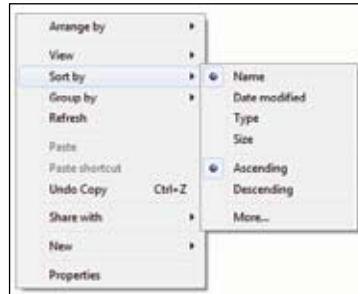 Arrange by
View
Sort by
Group by
Refresh
Paste
Paste shortcut
Undo Copy Ctrl+Z
Share with
New
Properties
Name
Date modified
Type
Size
Ascending
Descending
More...